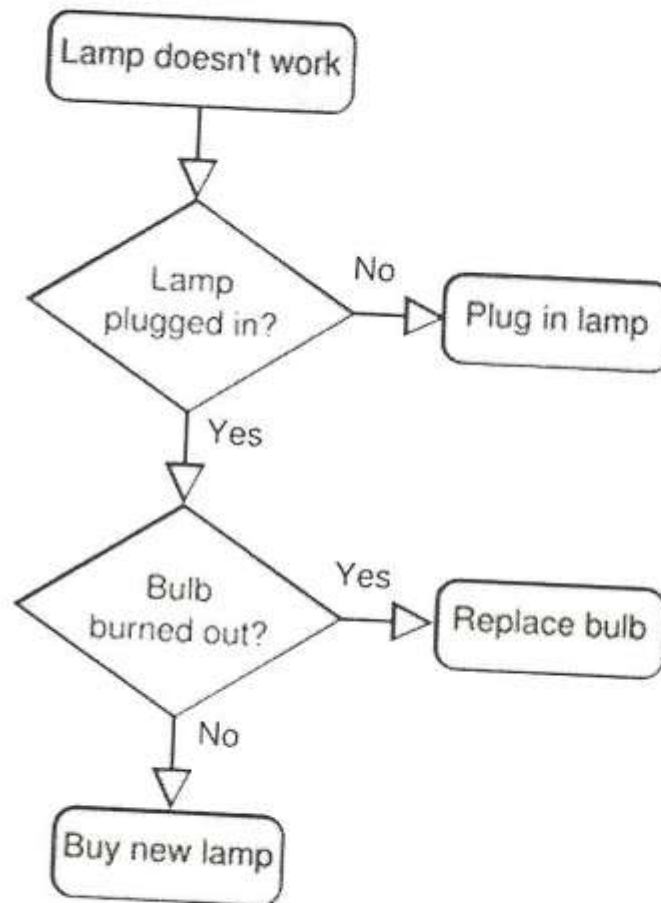 Lamp doesn't work
Lamp
plugged in?
No
Plug in lamp
Yes
Bulb
burned out?
Yes
Replace bulb
No
Buy new lamp